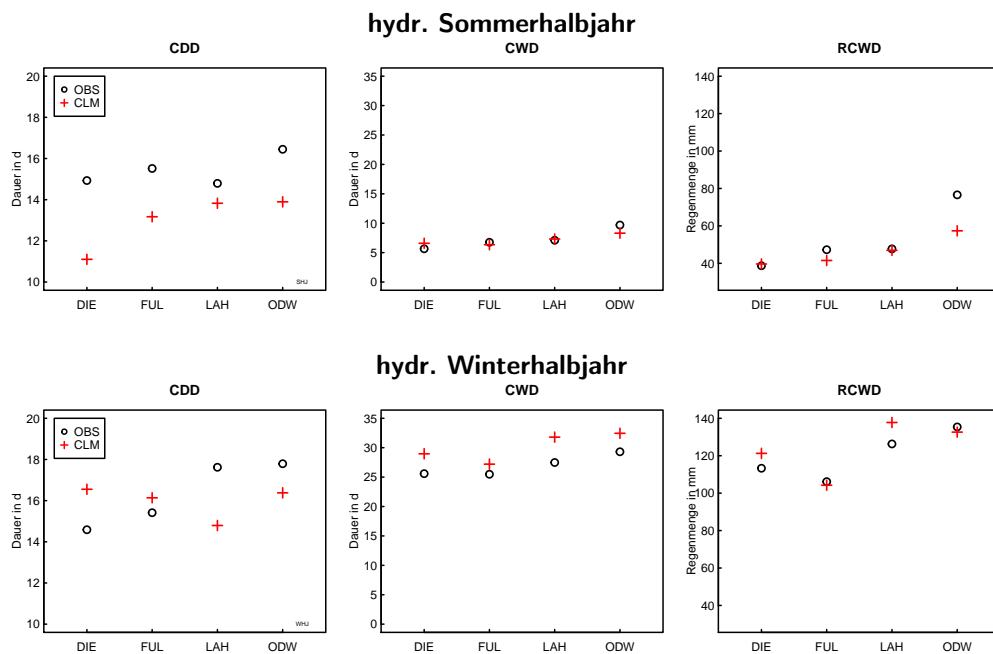 hydr. Sommerhalbjahr
CDD
Dauer in d
20
18
16
14
12
10
OBS
CLM
SHJ
DIE FUL LAH ODW
CWD
Dauer in d
35
30
25
20
15
10
5
0
DIE FUL LAH ODW
RCWD
Regenmenge in mm
140
120
100
80
60
40
DIE FUL LAH ODW
hydr. Winterhalbjahr
CDD
Dauer in d
20
18
16
14
12
10
OBS
CLM
WHJ
DIE FUL LAH ODW
CWD
Dauer in d
35
30
25
20
15
10
5
0
DIE FUL LAH ODW
RCWD
Regenmenge in mm
140
120
100
80
60
40
DIE FUL LAH ODW